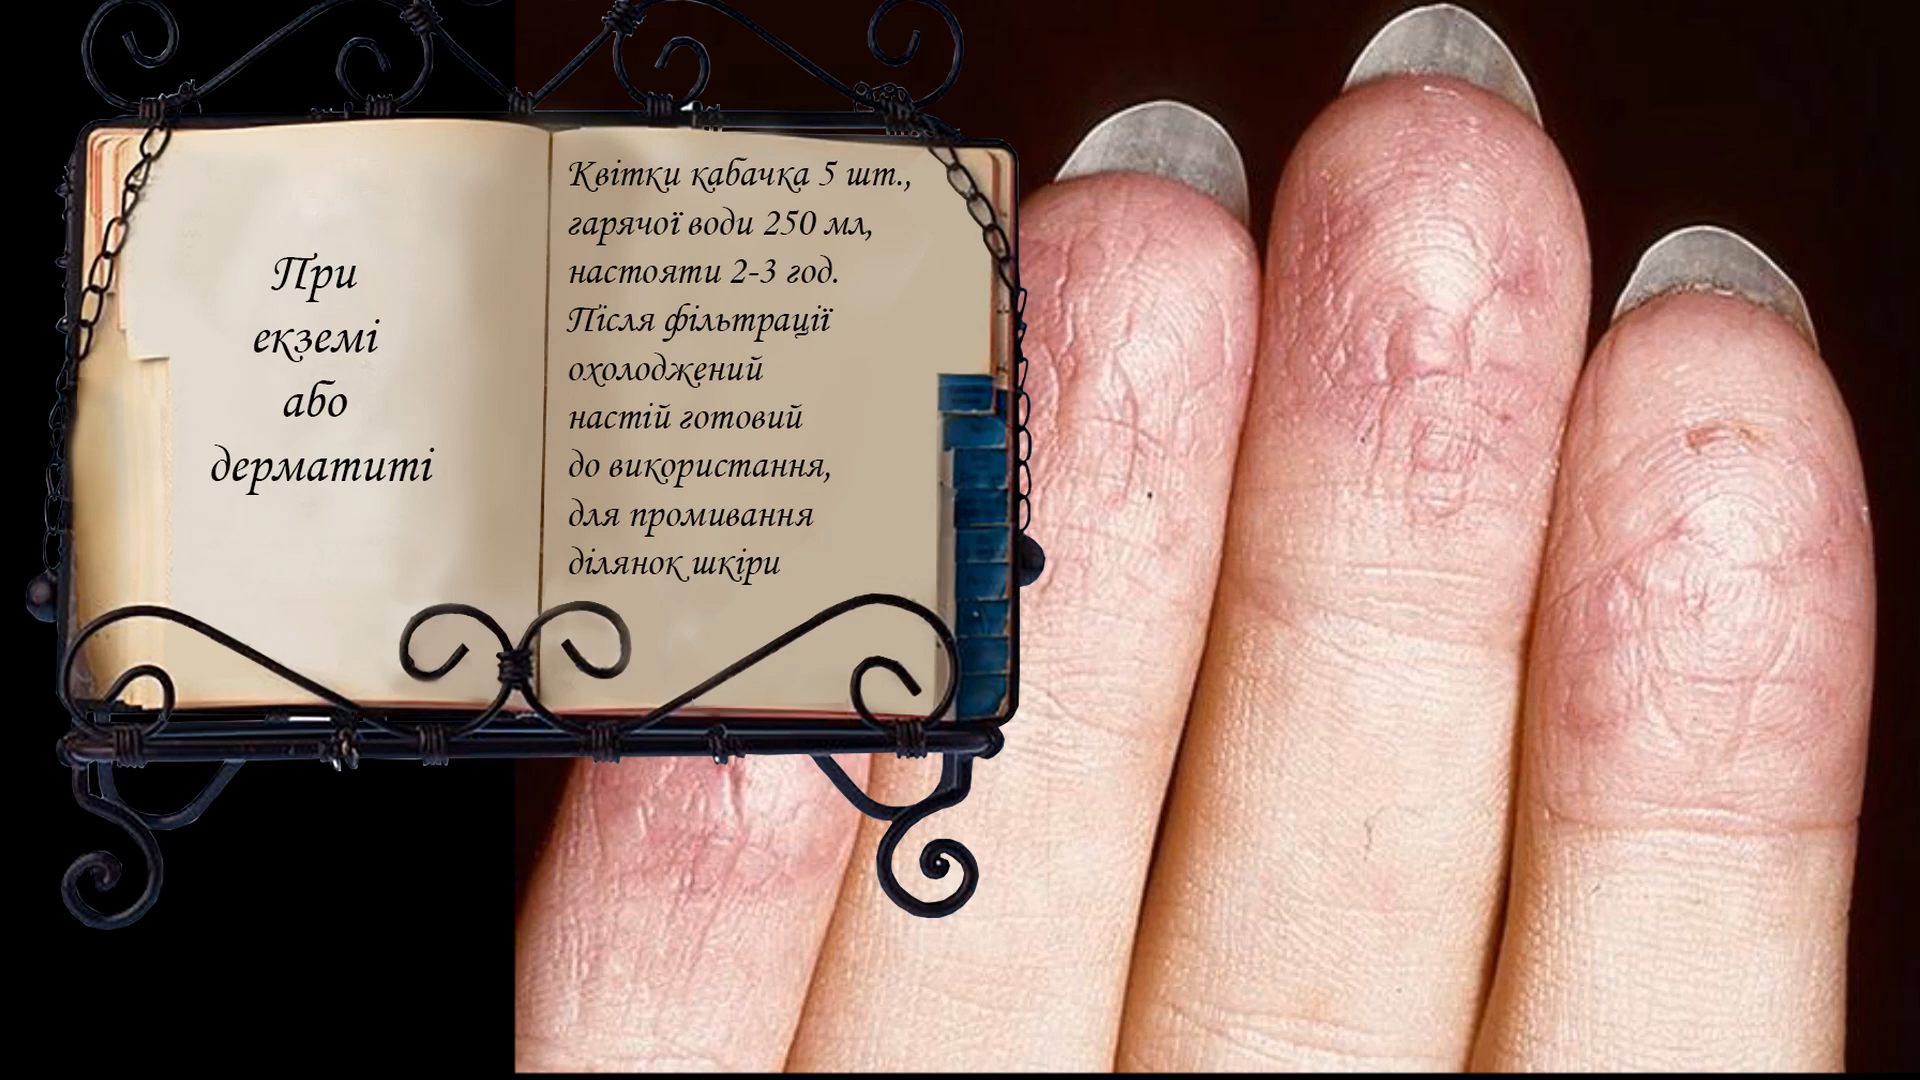 При
екземі
або
дерматиті
Квітки кабачка 5 шт.,
гарячої води 250 мл,
настояти 2-3 год.
Після фільтрації
охолоджений
настій готовий
до використання,
для промивання
ділянок шкіри